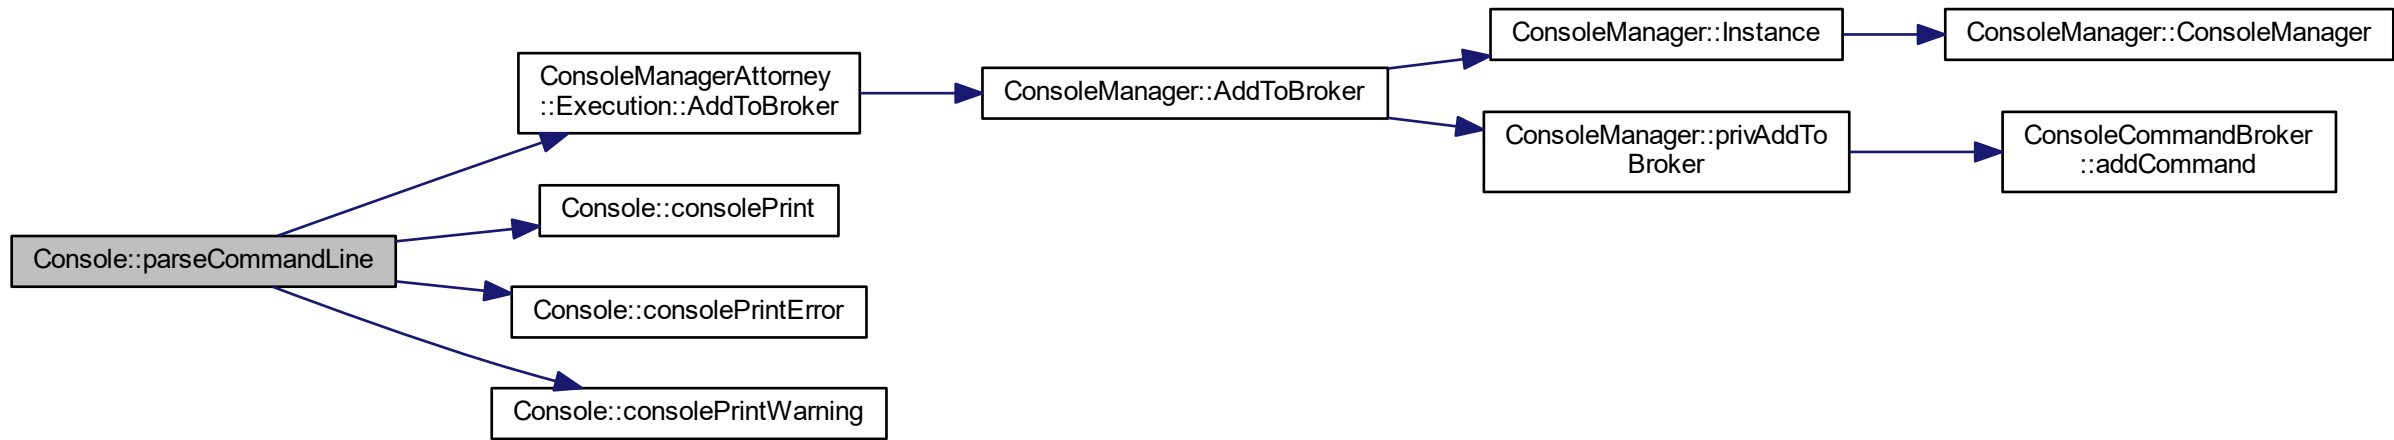 Console::parseCommandLine
ConsoleManagerAttorney
::Execution::AddToBroker
ConsoleManager::AddToBroker
ConsoleManager::Instance
ConsoleManager::ConsoleManager
ConsoleManager::privAddTo
Broker
ConsoleCommandBroker
::addCommand
Console::consolePrint
Console::consolePrintError
Console::consolePrintWarning